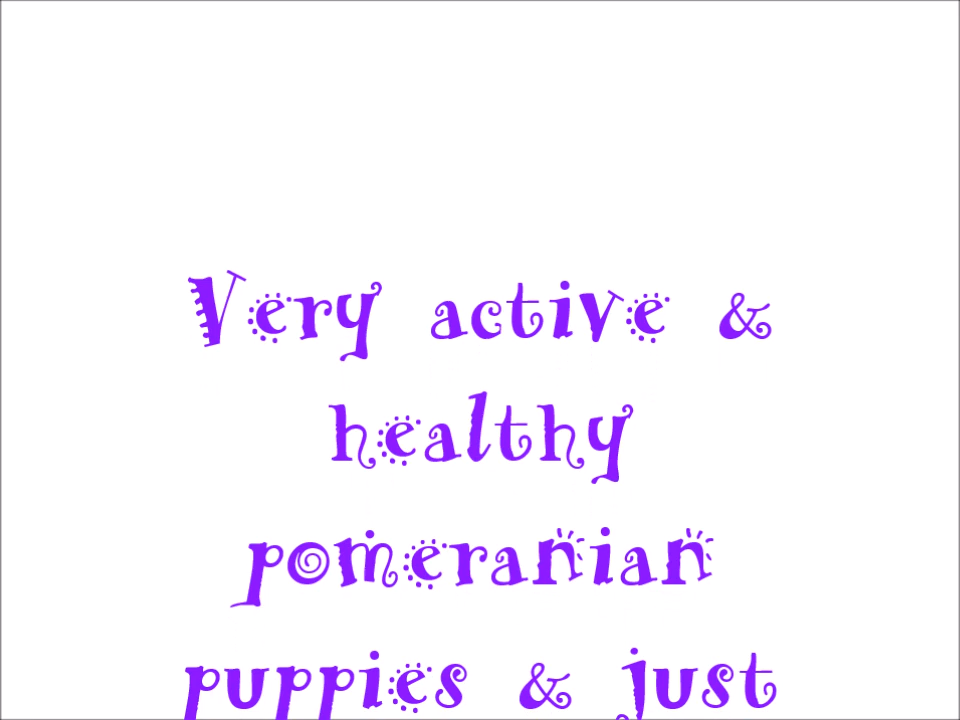 Very active &
healthy
pomeranian
puppies & just